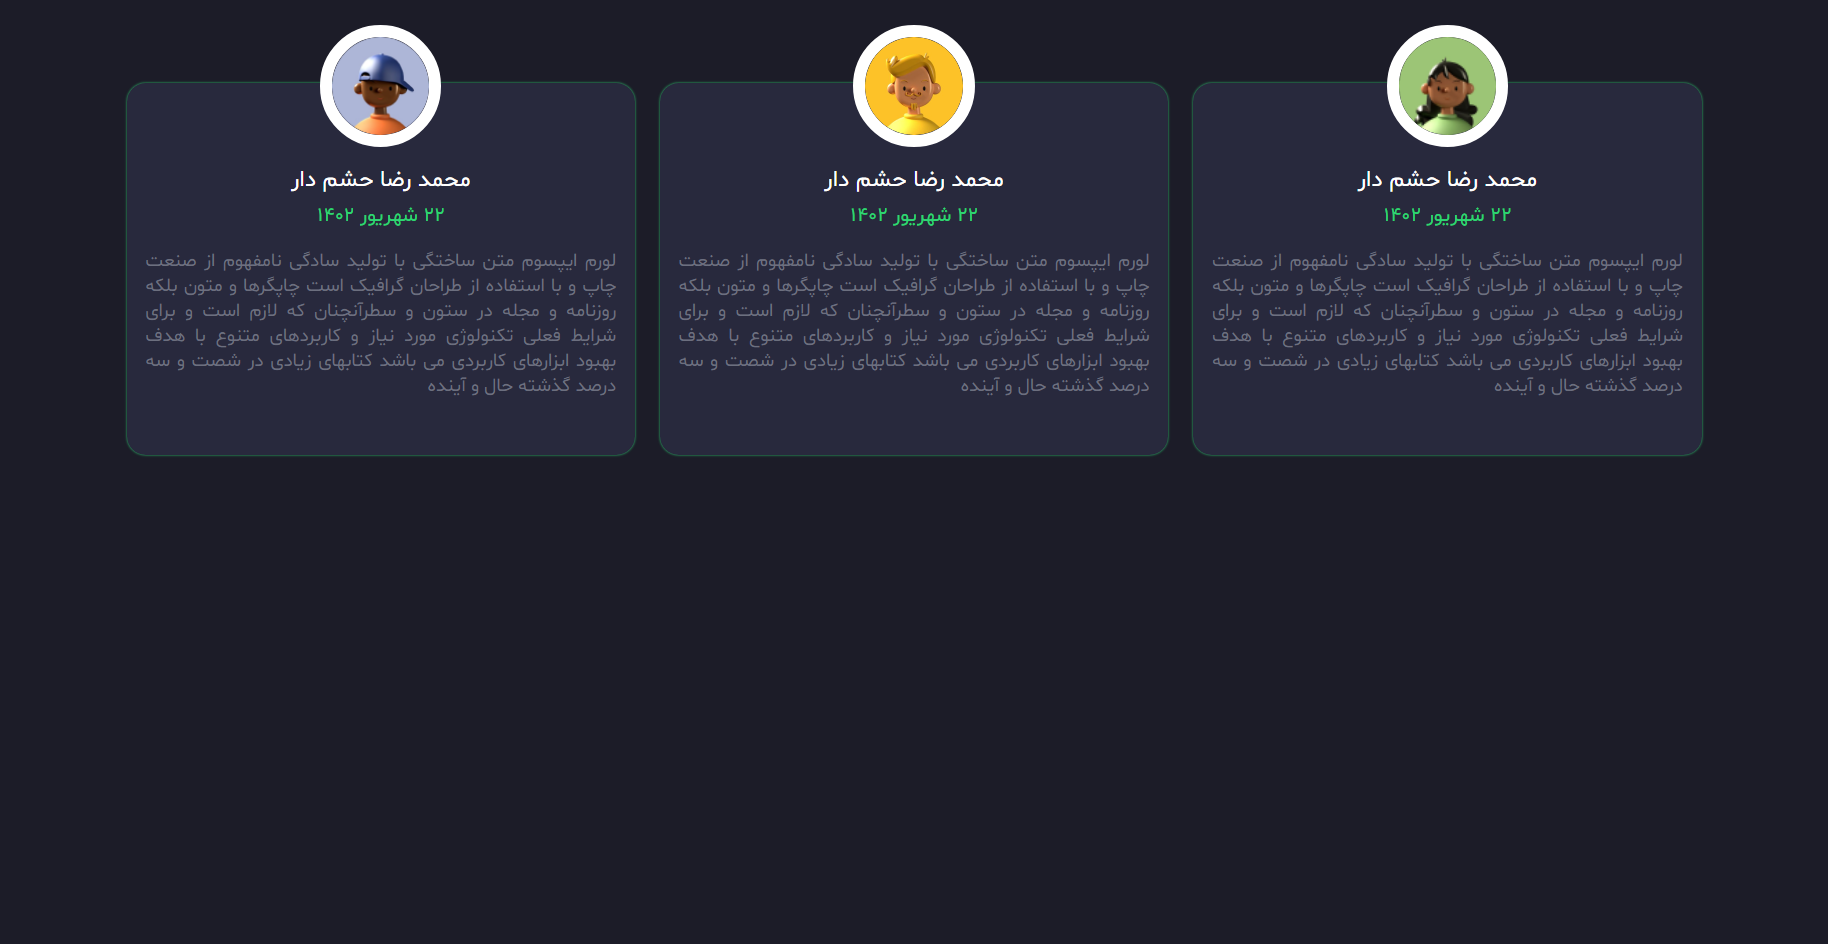 محمد رضا حشم دار
۲۲ شهریور ۱۴۰۲
لورم ایپسوم متن ساختگی با تولید سادگی نامفهوم از صنعت
چاپ و با استفاده از طراحان گرافیک است چاپگرها و متون بلکه
روزنامه و مجله در ستون و سطرآنچنان که لازم است و برای
شرایط فعلی تکنولوژی مورد نیاز و کاربردهای متنوع با هدف
بهبود ابزارهای کاربردی می باشد کتابهای زیادی در شصت و سه
درصد گذشته حال و آینده
محمد رضا حشم دار
۲۲ شهریور ۱۴۰۲
لورم ایپسوم متن ساختگی با تولید سادگی نامفهوم از صنعت
چاپ و با استفاده از طراحان گرافیک است چاپگرها و متون بلکه
روزنامه و مجله در ستون و سطرآنچنان که لازم است و برای
شرایط فعلی تکنولوژی مورد نیاز و کاربردهای متنوع با هدف
بهبود ابزارهای کاربردی می باشد کتابهای زیادی در شصت و سه
درصد گذشته حال و آینده
محمد رضا حشم دار
۲۲ شهریور ۱۴۰۲
لورم ایپسوم متن ساختگی با تولید سادگی نامفهوم از صنعت
چاپ و با استفاده از طراحان گرافیک است چاپگرها و متون بلکه
روزنامه و مجله در ستون و سطرآنچنان که لازم است و برای
شرایط فعلی تکنولوژی مورد نیاز و کاربردهای متنوع با هدف
بهبود ابزارهای کاربردی می باشد کتابهای زیادی در شصت و سه
درصد گذشته حال و آینده